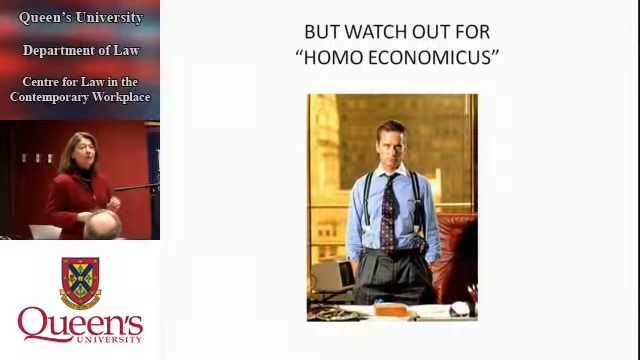 Queen's University
Department of Law
Centre for Law in the
Contemporary Workplace
BUT WATCH OUT FOR
“HOMO ECONOMICUS”
Queen's
UNIVERSITY